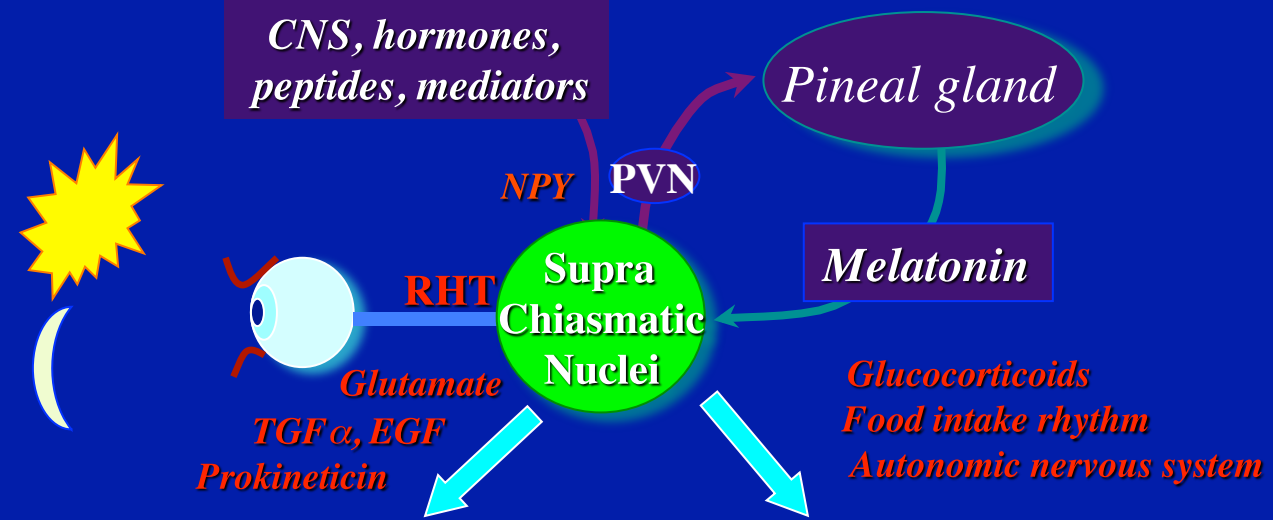 CNS, hormones,
peptides, mediators
Pineal gland
NPY
PVN
Melatonin
RHT
Supra
Chiasmatic
Nuclei
Glutamate
TGFα, EGF
Prokineticin
Glucocorticoids
Food intake rhythm
Autonomic nervous system